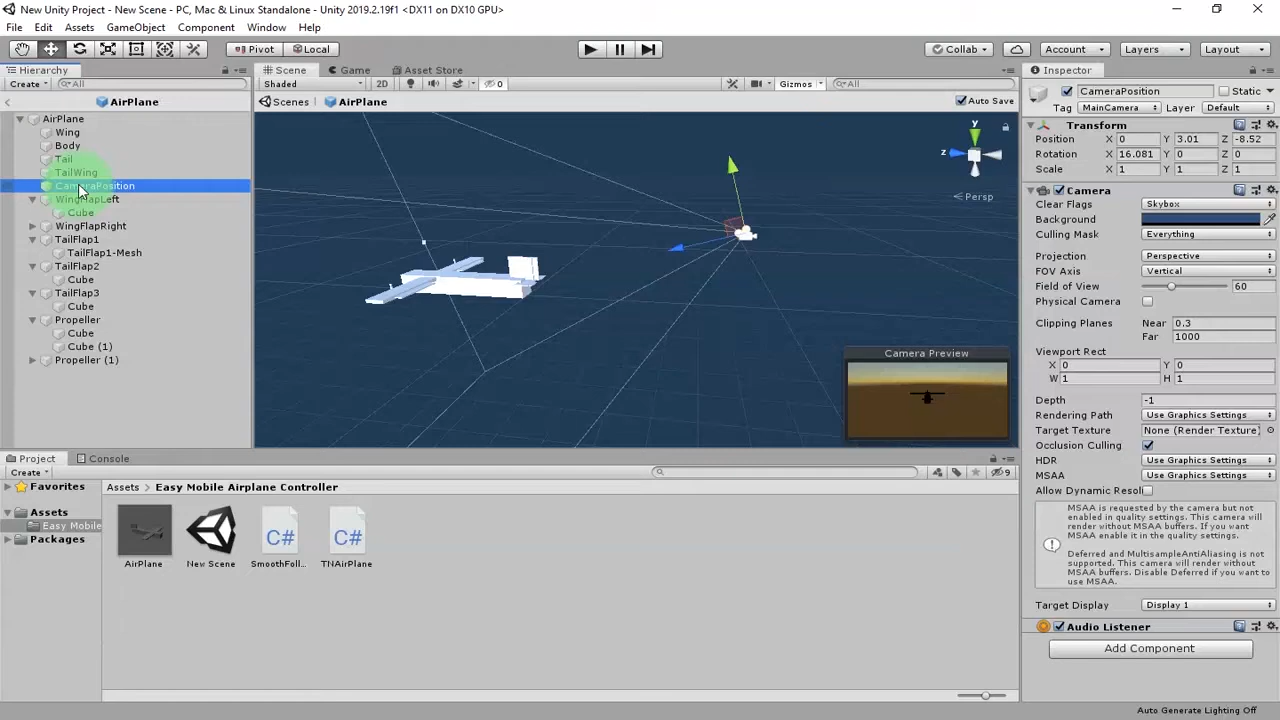 New Unity Project - New Scene - PC, Mac & Linux Standalone - Unity 2019.2.19f1 <DX11 on DX10 GPU>
File Edit Assets GameObject Component Window Help
Pivot Local Collab Account Layers Layout
Hierarchy Scene Game Asset Store Inspector
Create All Shaded 2D 0 Gizmos All
CameraPosition Static
AirPlane Scenes AirPlane Auto Save
Tag MainCamera Layer Default
AirPlane
Wing
Body
Tail
TailWing
CameraPosition
WingFlapLeft
Cube
WingFlapRight
TailFlap1
TailFlap1-Mesh
TailFlap2
Cube
TailFlap3
Cube
Propeller
Cube
Cube (1)
Propeller (1)
y
z
Persp
Camera Preview
Transform
Position X 0 Y 3.01 Z -8.52
Rotation X 16.081 Y 0 Z 0
Scale X 1 Y 1 Z 1
Camera
Clear Flags Skybox
Background
Culling Mask Everything
Projection Perspective
FOV Axis Vertical
Field of View 60
Physical Camera
Clipping Planes Near 0.3
Far 1000
Viewport Rect
X 0 Y 0
W 1 H 1
Depth -1
Rendering Path Use Graphics Settings
Target Texture None (Render Texture)
Occlusion Culling
HDR Use Graphics Settings
MSAA Use Graphics Settings
Allow Dynamic Resol
MSAA is requested by the camera but not
enabled in quality settings. This camera will
render without MSAA buffers. If you want
MSAA enable it in the quality settings.
Deferred and MultisampleAntiAliasing is not
supported. This camera will render without
MSAA buffers. Disable Deferred if you want to
use MSAA.
Target Display Display 1
Audio Listener
Add Component
Project Console
Create 9
Favorites
Assets
Easy Mobile
Packages
Assets > Easy Mobile Airplane Controller
C# C#
AirPlane New Scene SmoothFoll... TNAirPlane
Auto Generate Lighting Off